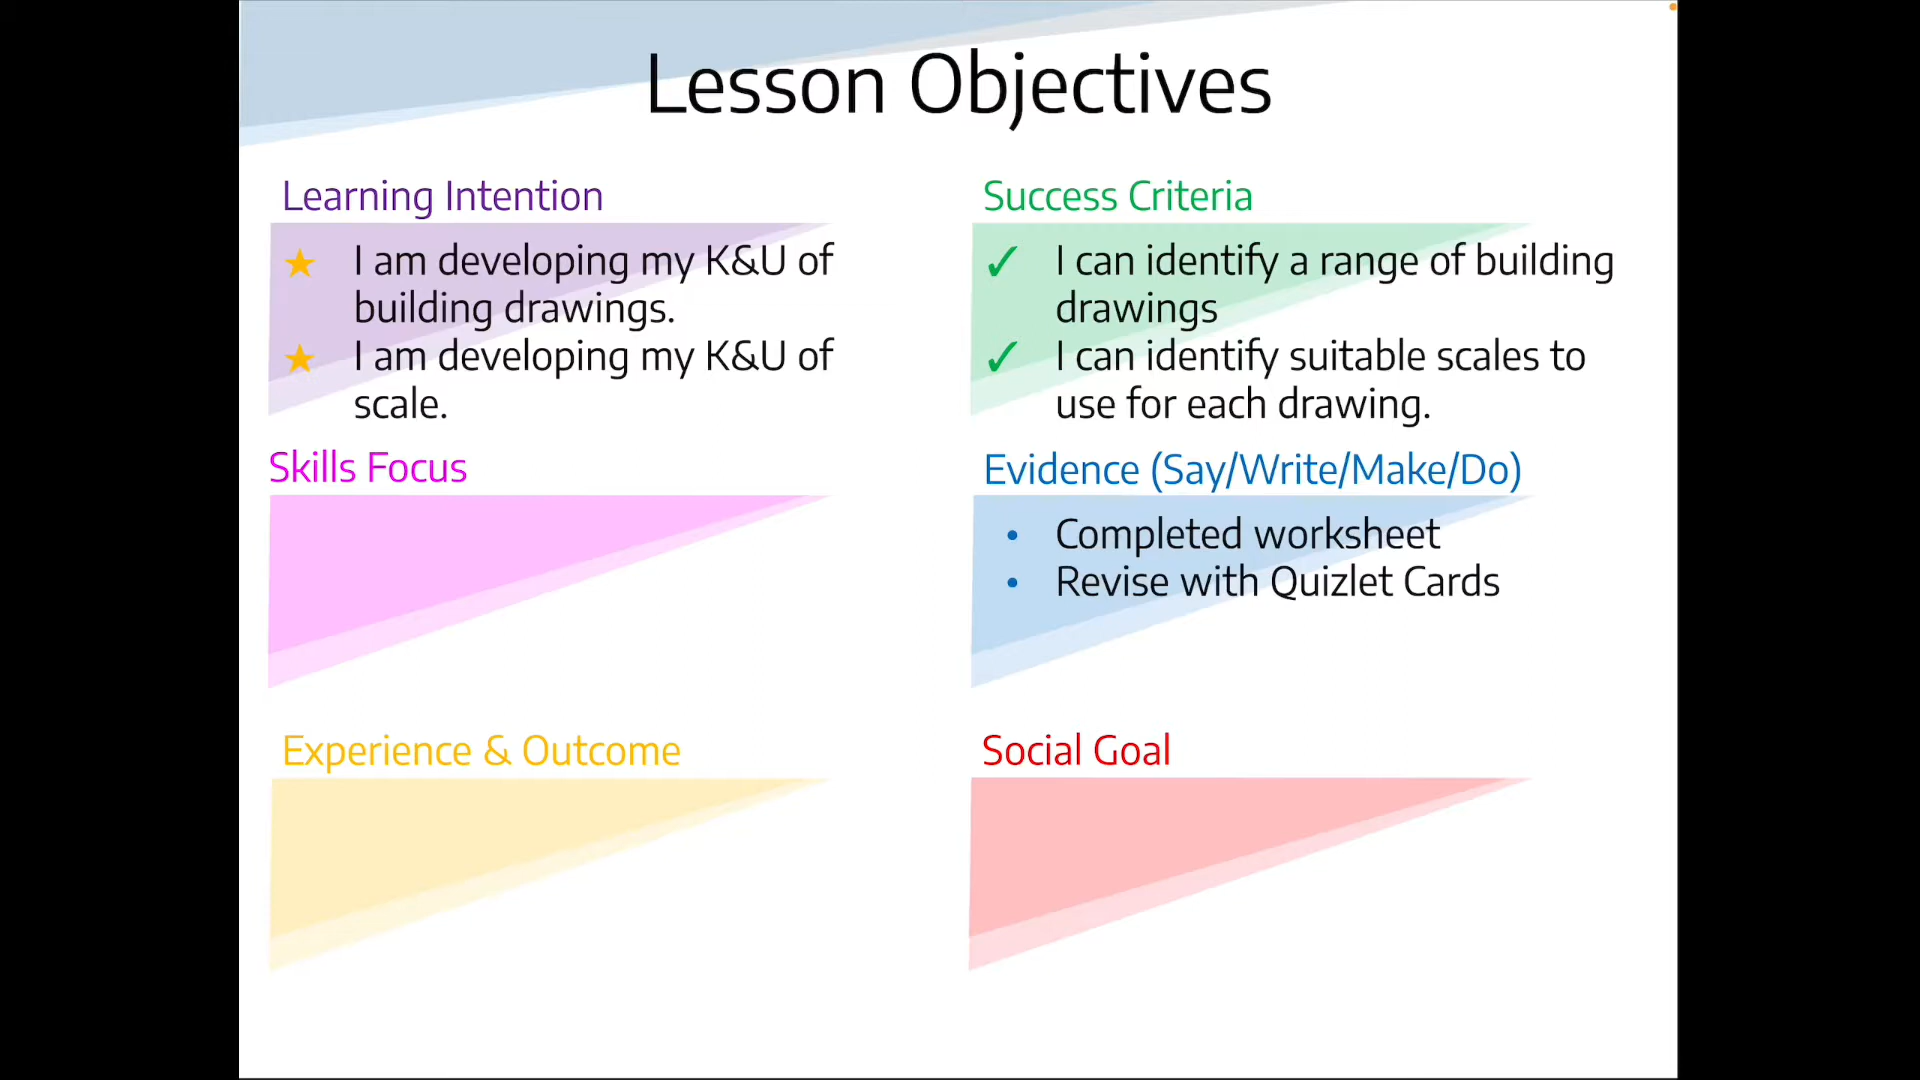 Lesson Objectives
Learning Intention
★ I am developing my K&U of
building drawings.
★ I am developing my K&U of
scale.
Success Criteria
✓ I can identify a range of building
drawings
✓ I can identify suitable scales to
use for each drawing.
Skills Focus
Evidence (Say/Write/Make/Do)
• Completed worksheet
• Revise with Quizlet Cards
Experience & Outcome
Social Goal